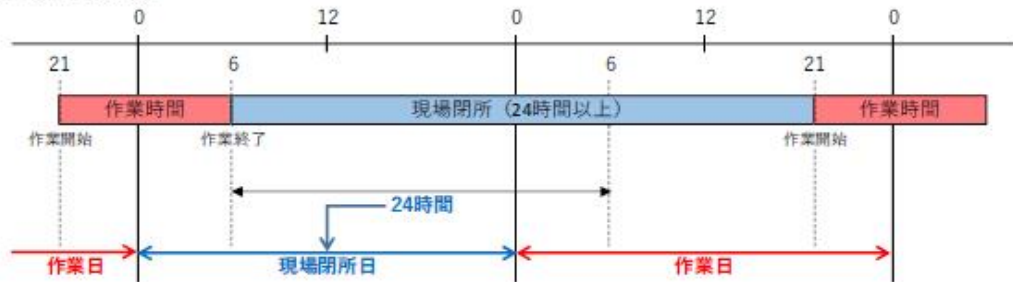 0 12 0 12 0
21 6 6 21
作業時間 現場閉所（24時間以上） 作業時間
作業開始 作業終了 作業開始
24時間
作業日 現場閉所日 作業日